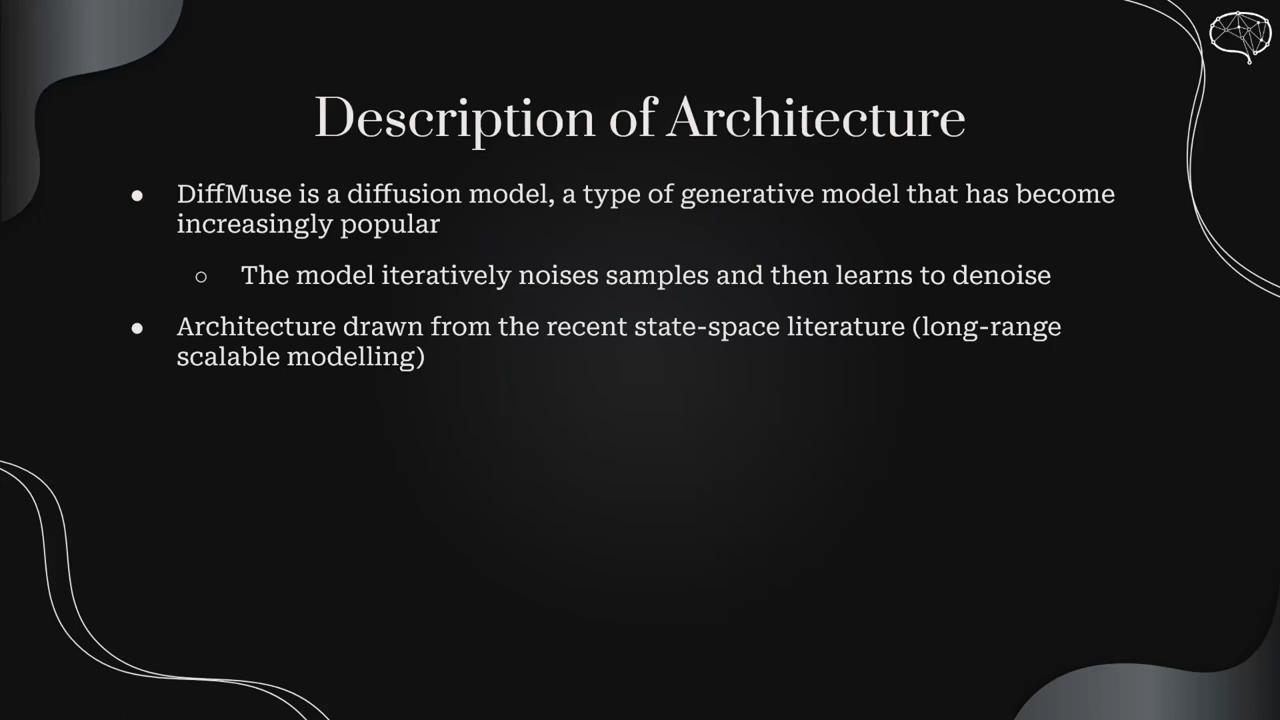 Description of Architecture
● DiffMuse is a diffusion model, a type of generative model that has become
increasingly popular
○ The model iteratively noises samples and then learns to denoise
● Architecture drawn from the recent state-space literature (long-range
scalable modelling)